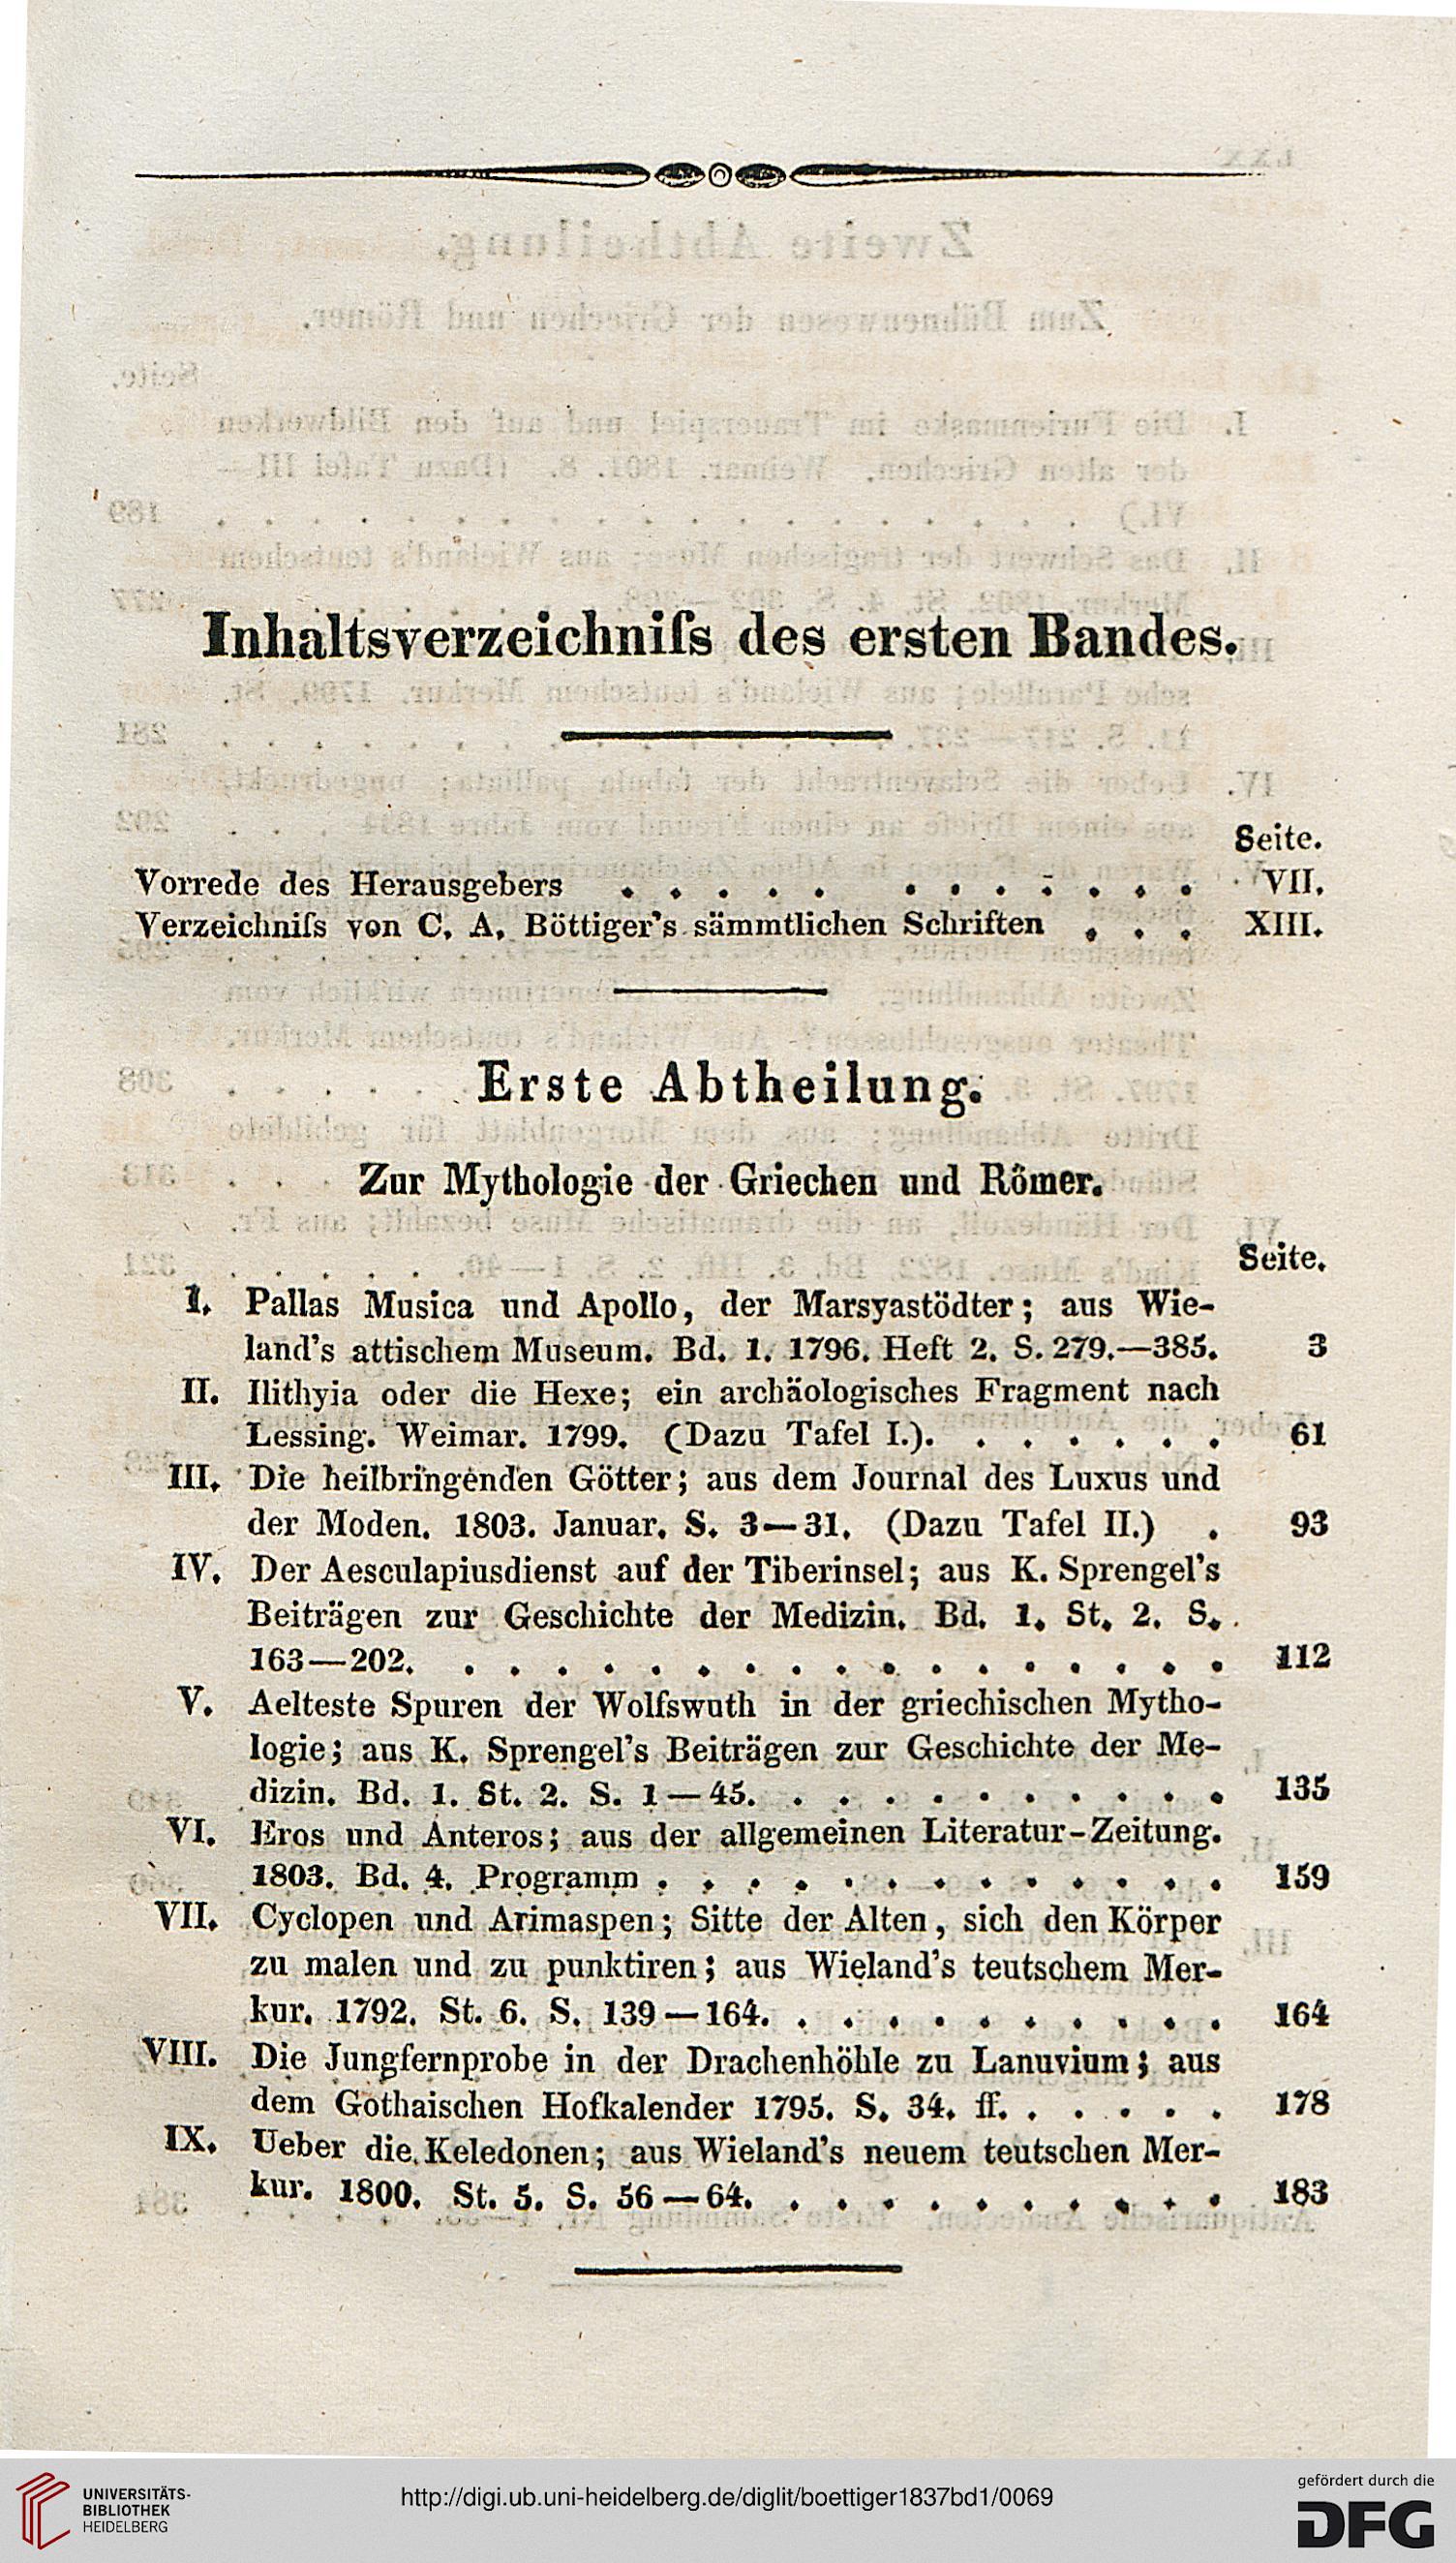 Inhaltsverzeichniſs des ersten Bandes.
Seite.
Vorrede des Herausgebers . . . . . . . . . . . . VII.
Verzeichniſs von C. A. Böttiger's sämmtlichen Schriften . . . XIII.
Erste Abtheilung.
Zur Mythologie der Griechen und Römer.
Seite.
I. Pallas Musica und Apollo, der Marsyastödter; aus Wie-
land's attischem Museum. Bd. 1. 1796. Heft 2. S. 279.—385. 3
II. Ilithyia oder die Hexe; ein archäologisches Fragment nach
Lessing. Weimar. 1799. (Dazu Tafel I.). . . . . . . 61
III. Die heilbringenden Götter; aus dem Journal des Luxus und
der Moden. 1803. Januar. S. 3—31. (Dazu Tafel II.) . 93
IV. Der Aesculapiusdienst auf der Tiberinsel; aus K. Sprengel's
Beiträgen zur Geschichte der Medizin. Bd. 1. St. 2. S.
163—202. . . . . . . . . . . . . . . . . . 112
V. Aelteste Spuren der Wolfswuth in der griechischen Mytho-
logie; aus K. Sprengel's Beiträgen zur Geschichte der Me-
dizin. Bd. 1. St. 2. S. 1—45. . . . . . . . . . . 135
VI. Eros und Anteros; aus der allgemeinen Literatur-Zeitung.
1803. Bd. 4. Programm . . . . . . . . . . . . . 159
VII. Cyclopen und Arimaspen; Sitte der Alten, sich den Körper
zu malen und zu punktiren; aus Wieland's teutschem Mer-
kur. 1792. St. 6. S. 139—164. . . . . . . . . . . 164
VIII. Die Jungfernprobe in der Drachenhöhle zu Lanuvium; aus
dem Gothaischen Hofkalender 1795. S. 34. ff. . . . . . 178
IX. Ueber die Keledonen; aus Wieland's neuem teutschen Mer-
kur. 1800. St. 5. S. 56—64. . . . . . . . . . . 183
UNIVERSITÄTS-
BIBLIOTHEK
HEIDELBERG
http://digi.ub.uni-heidelberg.de/diglit/boettiger1837bd1/0069
gefördert durch die
DFG